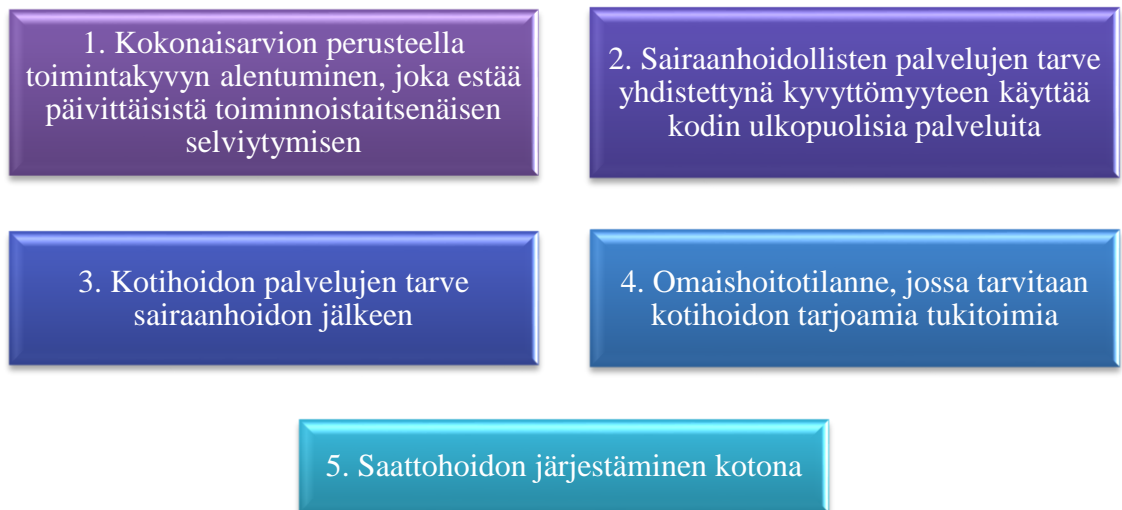 1. Kokonaisarvion perusteella
toimintakyvyn alentuminen, joka estää
päivittäisistä toiminnoistaitsenäisen
selviytymisen
2. Sairaanhoidollisten palvelujen tarve
yhdistettynä kyvyttömyyteen käyttää
kodin ulkopuolisia palveluita
3. Kotihoidon palvelujen tarve
sairaanhoidon jälkeen
4. Omaishoitotilanne, jossa tarvitaan
kotihoidon tarjoamia tukitoimia
5. Saattohoidon järjestäminen kotona